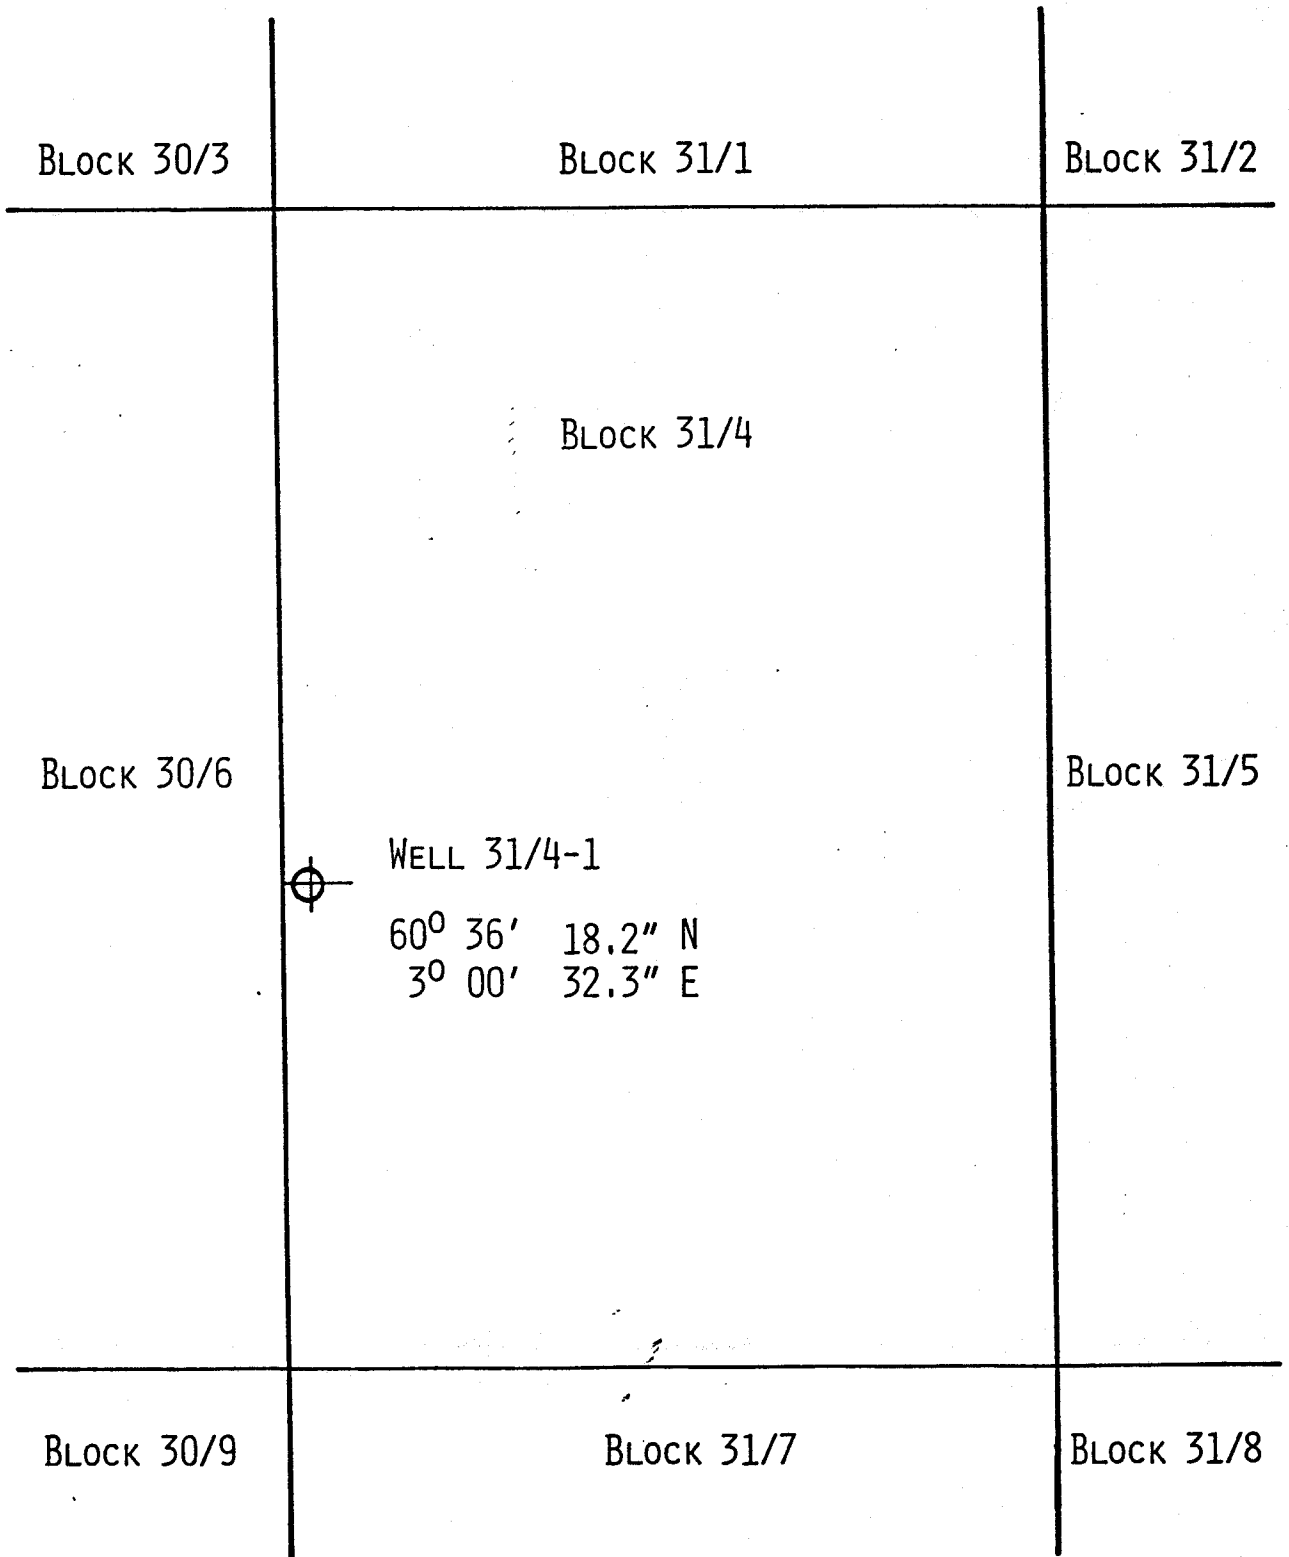 BLOCK 30/3
BLOCK 31/1
BLOCK 31/2
BLOCK 31/4
BLOCK 30/6
BLOCK 31/5
WELL 31/4-1
60° 36' 18.2" N
3° 00' 32.3" E
BLOCK 30/9
BLOCK 31/7
BLOCK 31/8